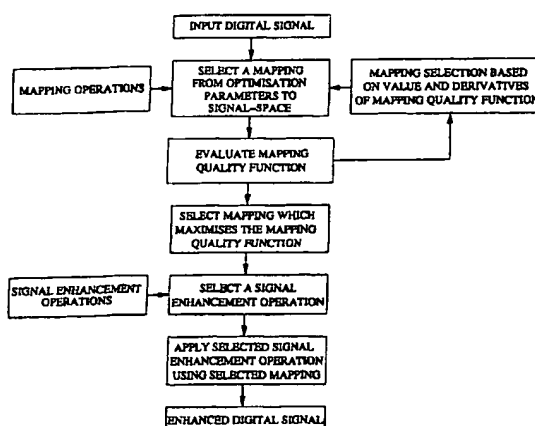 INPUT DIGITAL SIGNAL
MAPPING OPERATIONS
SELECT A MAPPING
FROM OPTIMISATION
PARAMETERS TO
SIGNAL-SPACE
MAPPING SELECTION BASED
ON VALUE AND DERIVATIVES
OF MAPPING QUALITY FUNCTION
EVALUATE MAPPING
QUALITY FUNCTION
SELECT MAPPING WHICH
MAXIMISES THE MAPPING
QUALITY FUNCTION
SIGNAL ENHANCEMENT
OPERATIONS
SELECT A SIGNAL
ENHANCEMENT OPERATION
APPLY SELECTED SIGNAL
ENHANCEMENT OPERATION
USING SELECTED MAPPING
ENHANCED DIGITAL SIGNAL